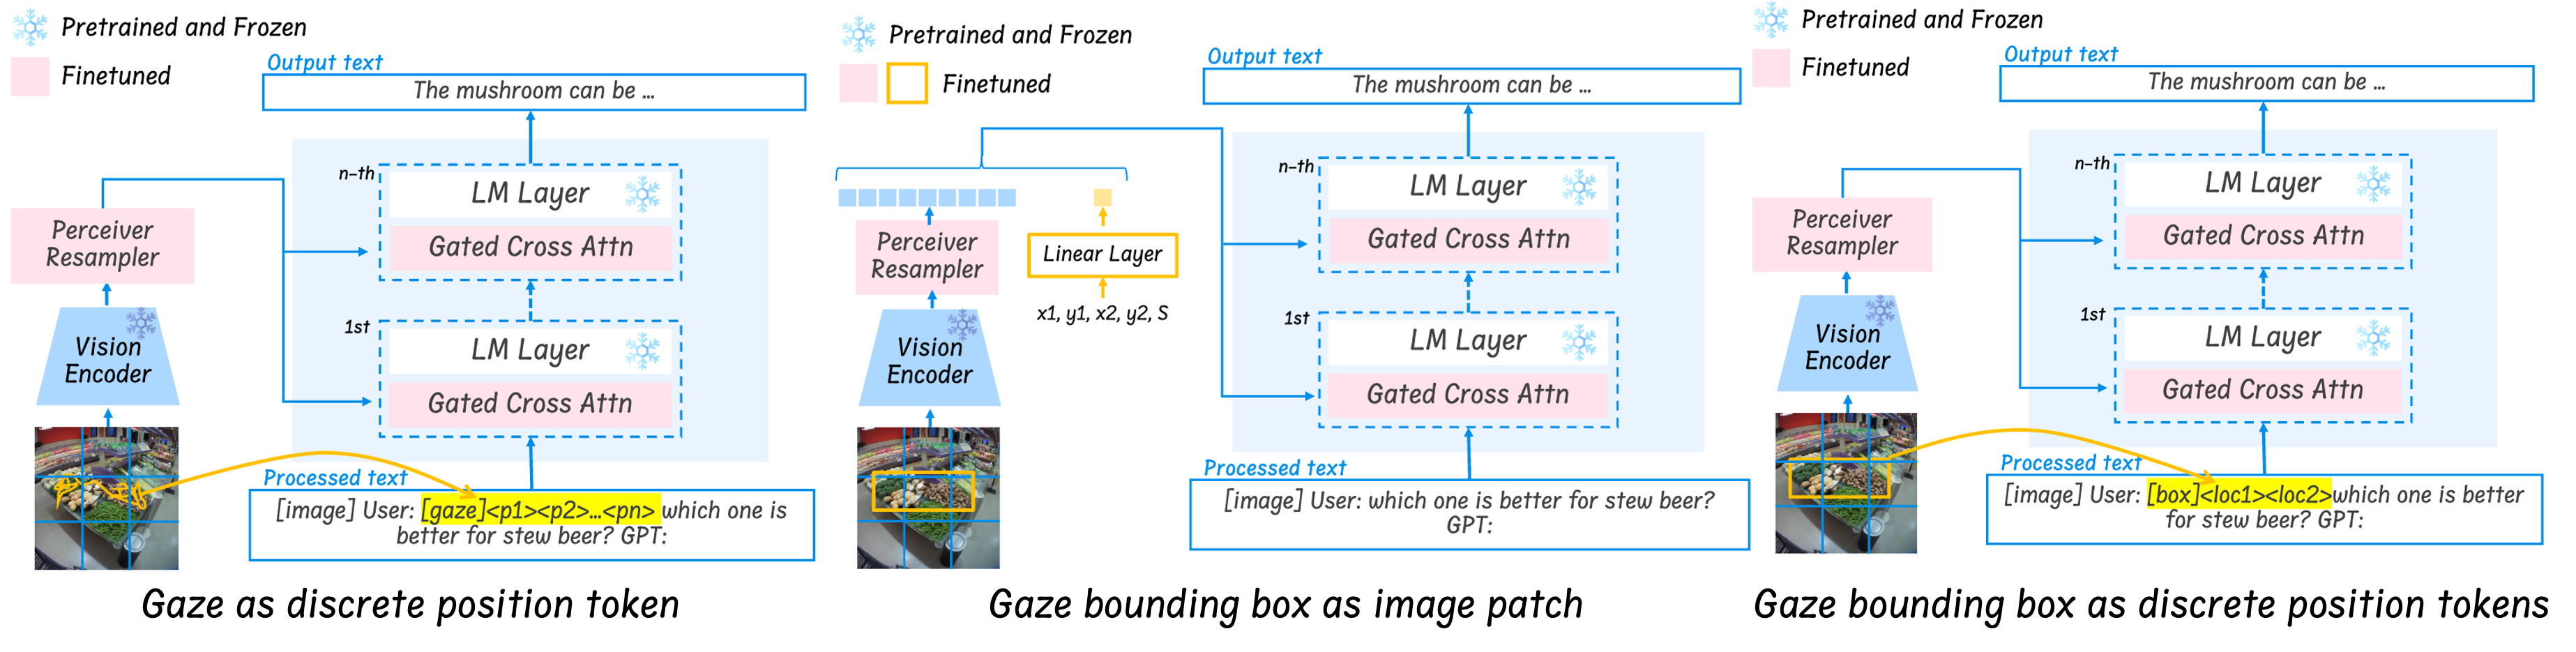 Pretrained and Frozen
Finetuned
Output text
The mushroom can be ...
n-th
LM Layer
Gated Cross Attn
Perceiver
Resampler
1st
LM Layer
Gated Cross Attn
Vision
Encoder
Processed text
[image] User: [gaze]<p1><p2>...<pn> which one is
better for stew beer? GPT:
Gaze as discrete position token
Pretrained and Frozen
Finetuned
Output text
The mushroom can be ...
n-th
LM Layer
Gated Cross Attn
Perceiver
Resampler
Linear Layer
x1, y1, x2, y2, S
1st
LM Layer
Gated Cross Attn
Vision
Encoder
Processed text
[image] User: which one is better for stew beer?
GPT:
Gaze bounding box as image patch
Pretrained and Frozen
Finetuned
Output text
The mushroom can be ...
n-th
LM Layer
Gated Cross Attn
Perceiver
Resampler
1st
LM Layer
Gated Cross Attn
Vision
Encoder
Processed text
[image] User: [box]<loc1><loc2>which one is better
for stew beer? GPT:
Gaze bounding box as discrete position tokens